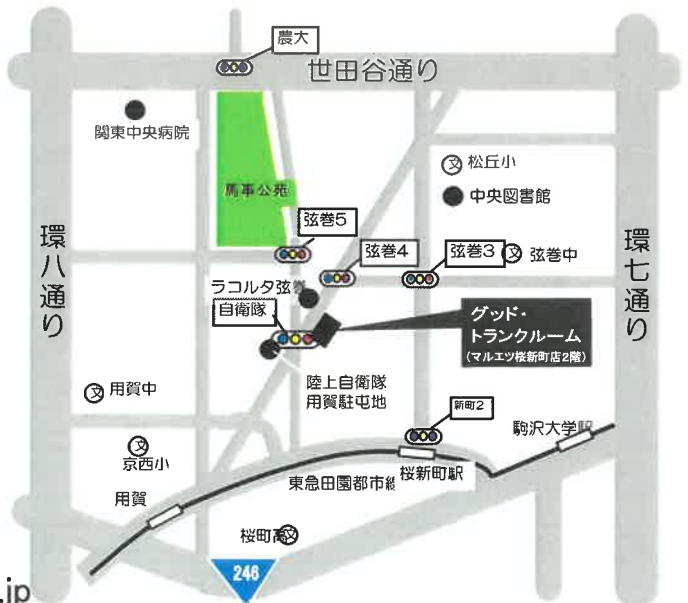 農大
世田谷通り
関東中央病院
松丘小
中央図書館
馬事公苑
弦巻5
弦巻4
弦巻3
弦巻中
環八通り
環七通り
ラコルタ弦巻
自衛隊
グッド・
トランクルーム
(マルエツ桜新町店2階)
陸上自衛隊
用賀駐屯地
用賀中
新町2
駒沢大学駅
京西小
桜新町駅
東急田園都市線
用賀
桜町高
246
.jp